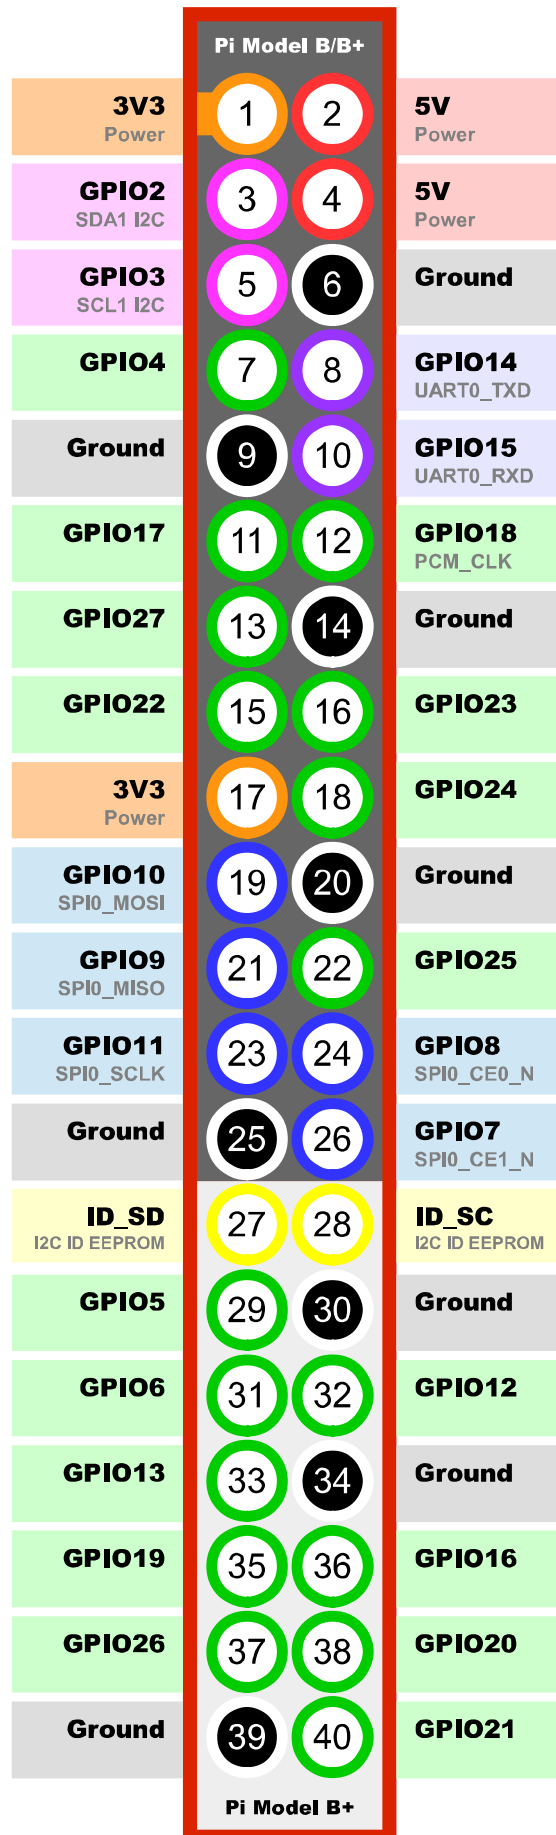 Pi Model B/B+
3V3 1 2 5V
Power Power
GPIO2 3 4 5V
SDA1 I2C Power
GPIO3 5 6 Ground
SCL1 I2C
GPIO4 7 8 GPIO14
UART0_TXD
Ground 9 10 GPIO15
UART0_RXD
GPIO17 11 12 GPIO18
PCM_CLK
GPIO27 13 14 Ground
GPIO22 15 16 GPIO23
3V3 17 18 GPIO24
Power
GPIO10 19 20 Ground
SPI0_MOSI
GPIO9 21 22 GPIO25
SPI0_MISO
GPIO11 23 24 GPIO8
SPI0_SCLK SPI0_CE0_N
Ground 25 26 GPIO7
SPI0_CE1_N
ID_SD 27 28 ID_SC
I2C ID EEPROM I2C ID EEPROM
GPIO5 29 30 Ground
GPIO6 31 32 GPIO12
GPIO13 33 34 Ground
GPIO19 35 36 GPIO16
GPIO26 37 38 GPIO20
Ground 39 40 GPIO21
Pi Model B+